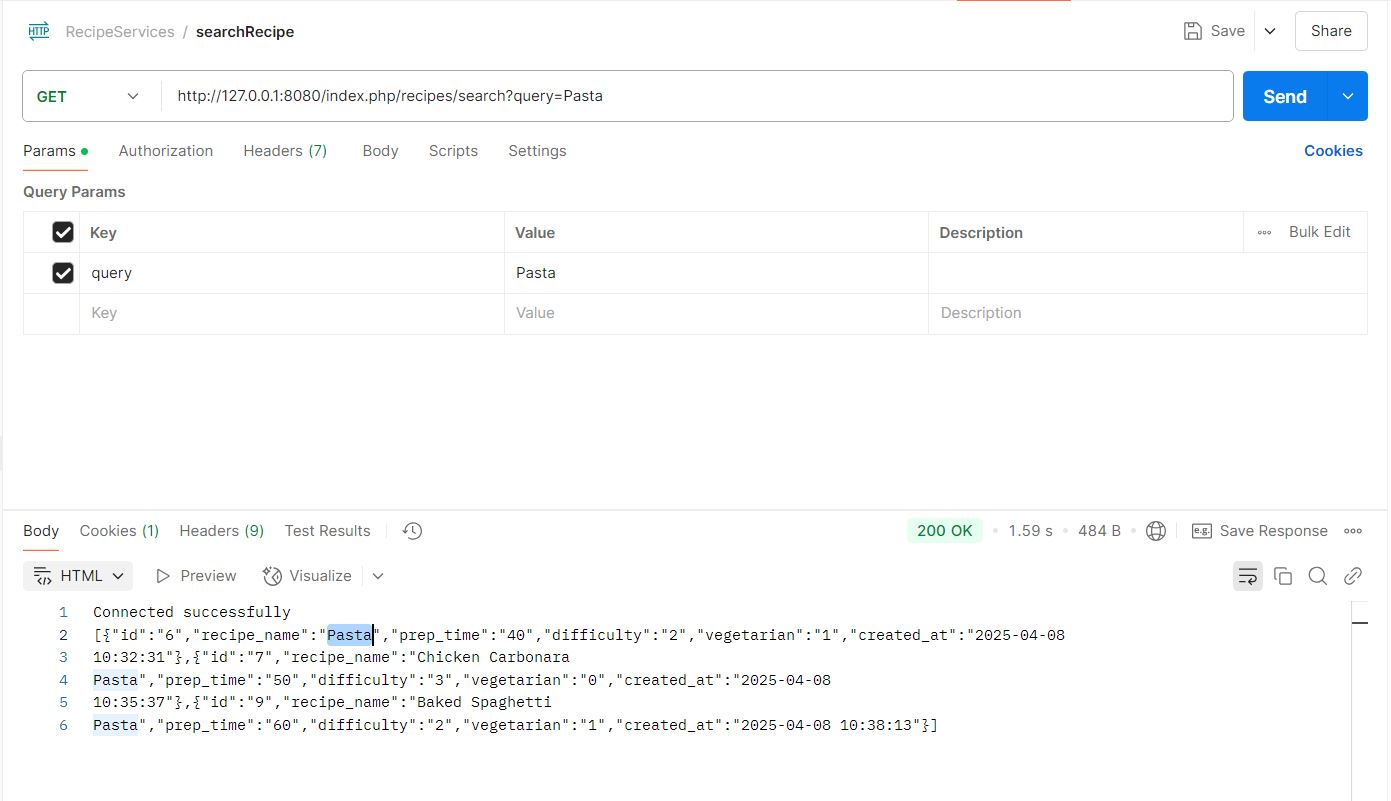 HTTP RecipeServices / searchRecipe Save Share
GET http://127.0.0.1:8080/index.php/recipes/search?query=Pasta Send
Params Authorization Headers (7) Body Scripts Settings Cookies
Query Params
Key Value Description Bulk Edit
query Pasta
Key Value Description
Body Cookies (1) Headers (9) Test Results 200 OK 1.59 s 484 B e.g. Save Response
HTML Preview Visualize
1 Connected successfully
2 [{"id":"6","recipe_name":"Pasta","prep_time":"40","difficulty":"2","vegetarian":"1","created_at":"2025-04-08
3 10:32:31"},{"id":"7","recipe_name":"Chicken Carbonara
4 Pasta","prep_time":"50","difficulty":"3","vegetarian":"0","created_at":"2025-04-08
5 10:35:37"},{"id":"9","recipe_name":"Baked Spaghetti
6 Pasta","prep_time":"60","difficulty":"2","vegetarian":"1","created_at":"2025-04-08 10:38:13"}]